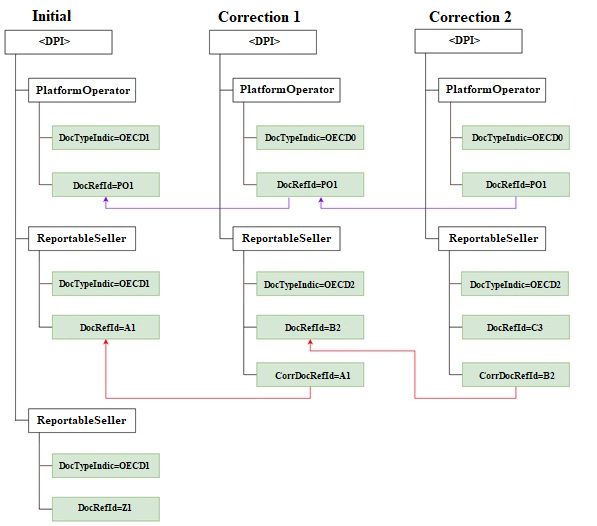 Initial
<DPI>
PlatformOperator
DocTypeIndic=OECD1
DocRefId=PO1
ReportableSeller
DocTypeIndic=OECD1
DocRefId=A1
ReportableSeller
DocTypeIndic=OECD1
DocRefId=Z1
Correction 1
<DPI>
PlatformOperator
DocTypeIndic=OECD0
DocRefId=PO1
ReportableSeller
DocTypeIndic=OECD2
DocRefId=B2
CorrDocRefId=A1
Correction 2
<DPI>
PlatformOperator
DocTypeIndic=OECD0
DocRefId=PO1
ReportableSeller
DocTypeIndic=OECD2
DocRefId=C3
CorrDocRefId=B2